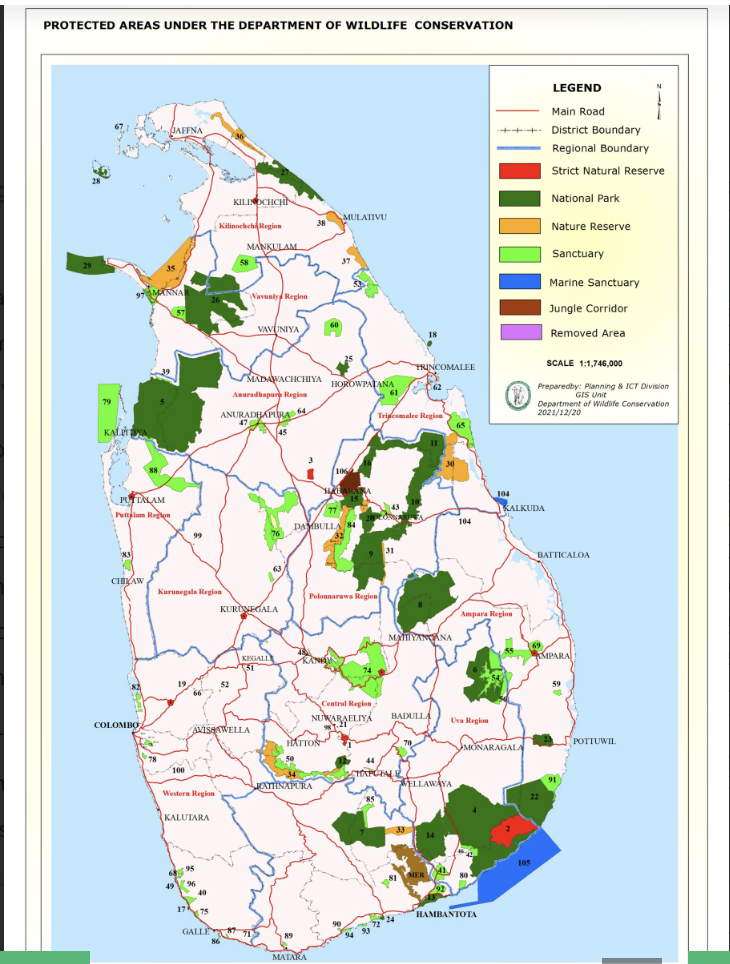 PROTECTED AREAS UNDER THE DEPARTMENT OF WILDLIFE CONSERVATION
LEGEND
N
Main Road
District Boundary
Regional Boundary
Strict Natural Reserve
National Park
Nature Reserve
Sanctuary
Marine Sanctuary
Jungle Corridor
Removed Area
SCALE 1:1,746,000
Preparedby: Planning & ICT Division
GIS Unit
Department of Wildlife Conservation
2021/12/20
67
JAFFNA
36
28
27
KILINOCHCHI
38
MULATIVU
Kilinochchi Region
MANKULAM
37
29
35
58
53
97
MANNAR
26
Vavuniya Region
57
VAVUNIYA
60
18
25
39
TRINCOMALEE
MADAWACHCHIYA
HOROWPATANA
62
61
79
5
Anuradhapura Region
ANURADHAPURA
64
47
45
Trincomalee Region
65
KALPITIYA
11
88
3
16
30
106
HABARANA
PUTTALAM
15
10
104
KALKUDA
Puttalam Region
77
43
104
DAMBULLA
84
99
76
32
31
9
BATTICALOA
83
63
CHILAW
Kurunegala Region
Polonnaruwa Region
8
KURUNEGALA
Ampara Region
MAHIYANGANA
48
KEGALLE
KANDY
51
74
55
69
AMPARA
6
54
82
19
66
52
59
Central Region
NUWARAELIYA
BADULLA
Uva Region
COLOMBO
98
21
AVISSAWELLA
HATTON
1
70
MONARAGALA
23
POTTUVIL
78
50
12
44
100
34
HAPUTALE
RATHNAPURA
WELLAWAYA
91
Western Region
85
22
4
KALUTARA
7
33
14
2
105
68
95
81
MER
41
42
80
49
96
40
92
13
17
75
HAMBANTOTA
90
72
24
GALLE
87
71
89
94
93
86
MATARA